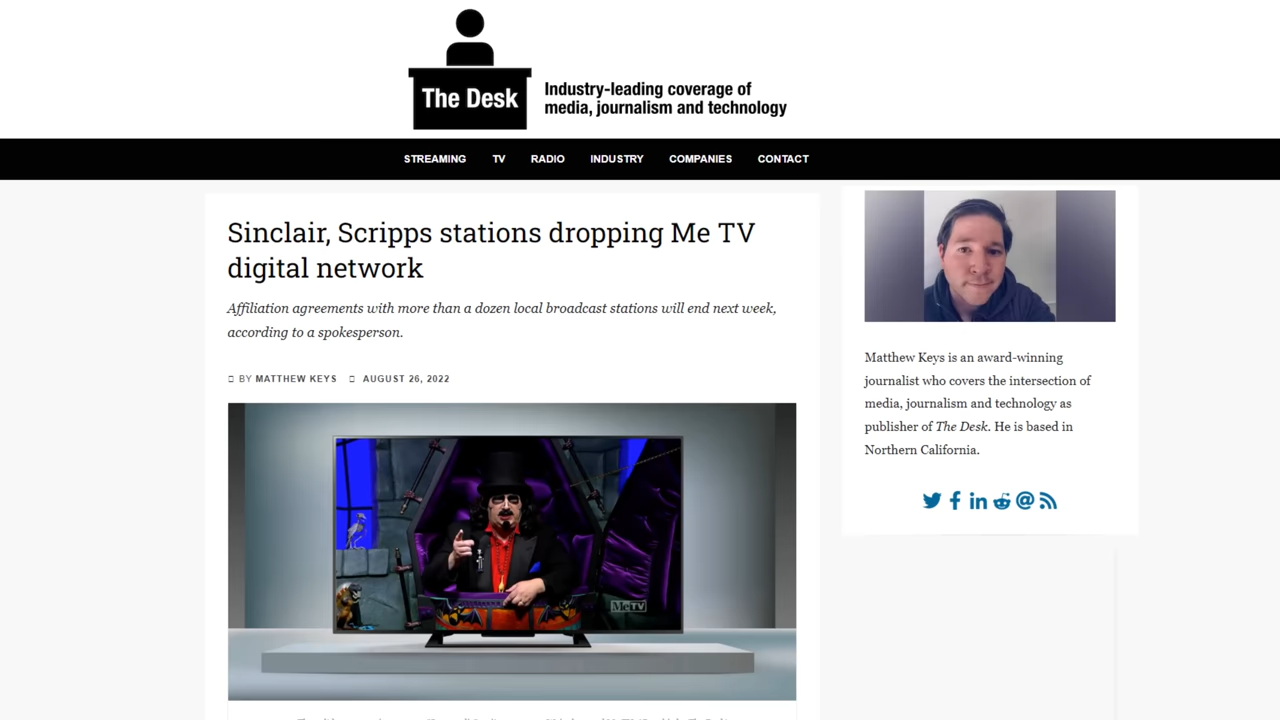 The Desk
Industry-leading coverage of
media, journalism and technology
STREAMING TV RADIO INDUSTRY COMPANIES CONTACT
Sinclair, Scripps stations dropping Me TV
digital network
Affiliation agreements with more than a dozen local broadcast stations will end next week,
according to a spokesperson.
BY MATTHEW KEYS AUGUST 26, 2022
MeTV
Matthew Keys is an award-winning
journalist who covers the intersection of
media, journalism and technology as
publisher of The Desk. He is based in
Northern California.